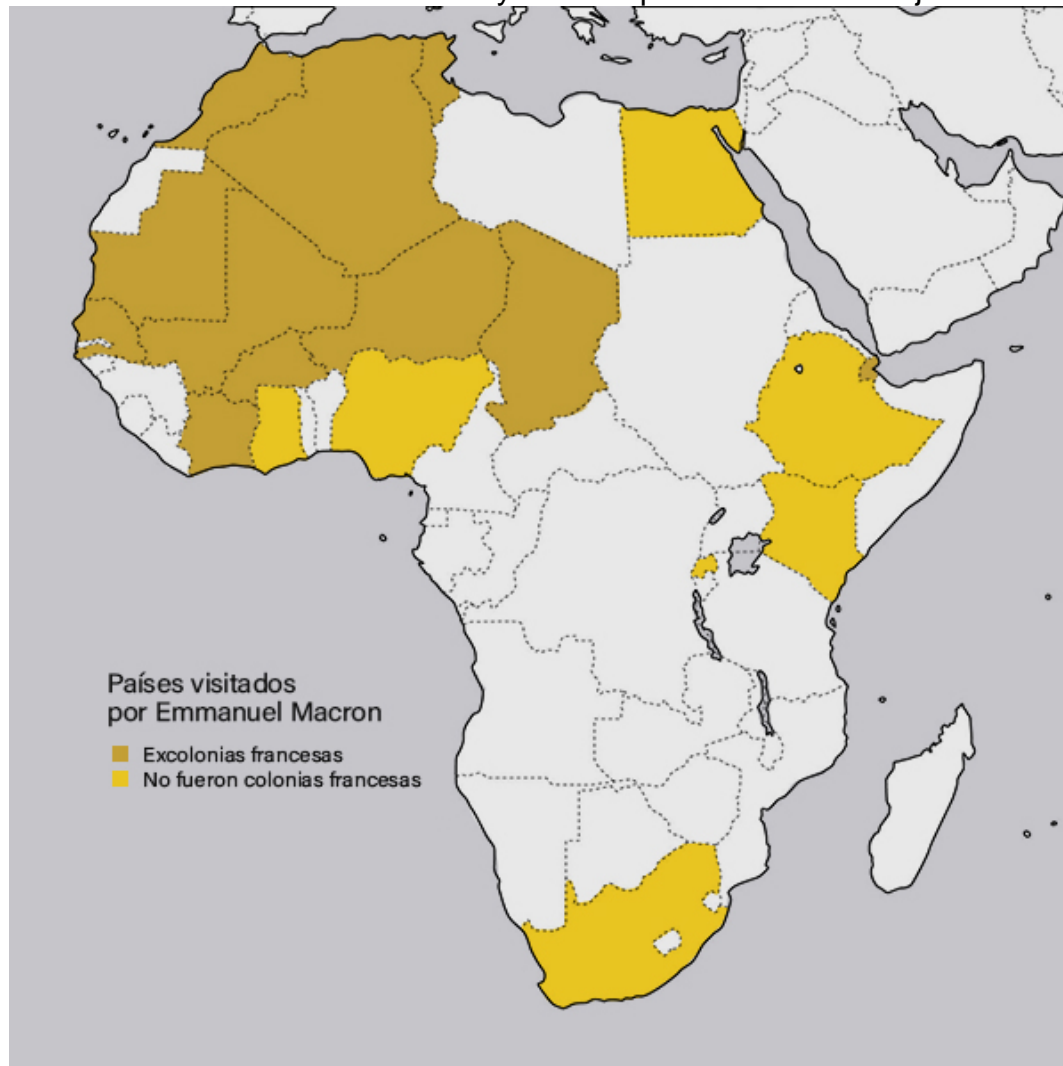 Países visitados
por Emmanuel Macron
Excolonias francesas
No fueron colonias francesas